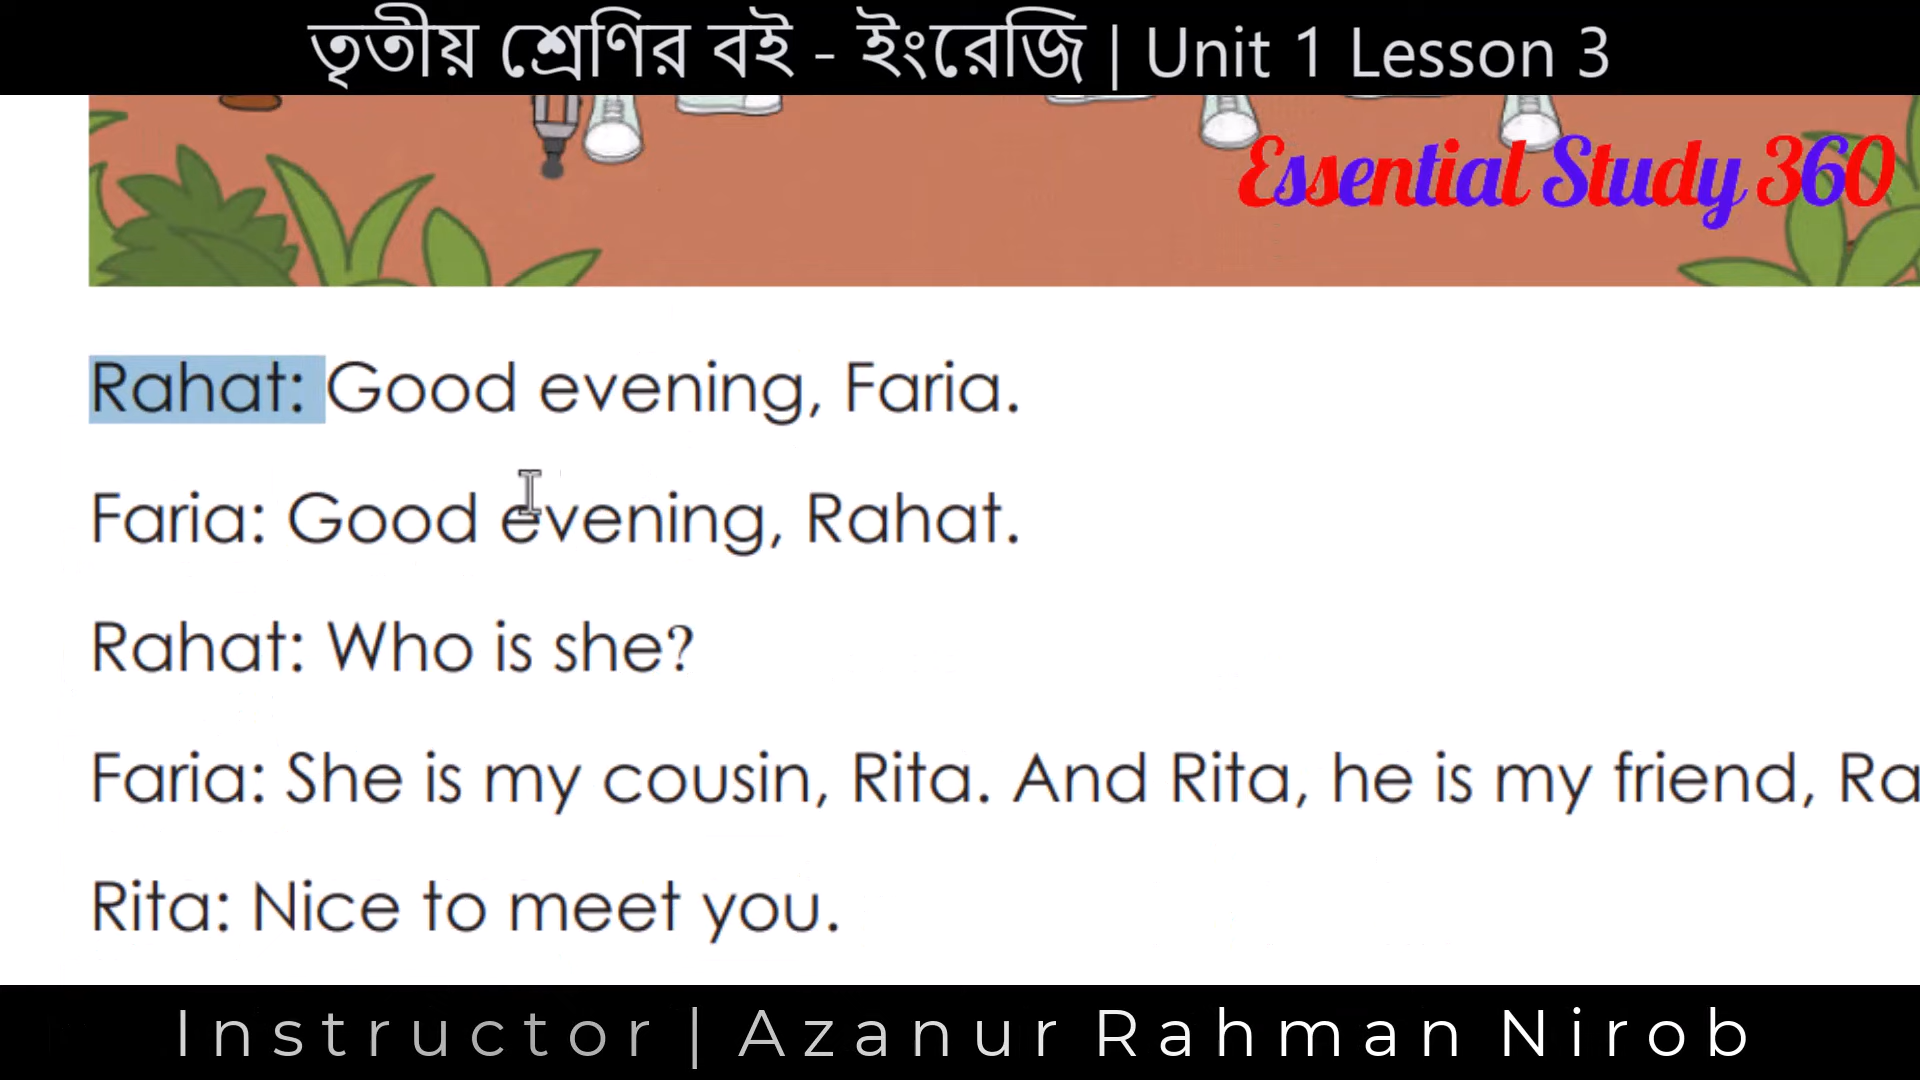 তৃতীয় শ্রেণির বই - ইংরেজি | Unit 1 Lesson 3
Essential Study 360
Rahat: Good evening, Faria.
Faria: Good evening, Rahat.
Rahat: Who is she?
Faria: She is my cousin, Rita. And Rita, he is my friend, Ra
Rita: Nice to meet you.
Instructor | Azanur Rahman Nirob